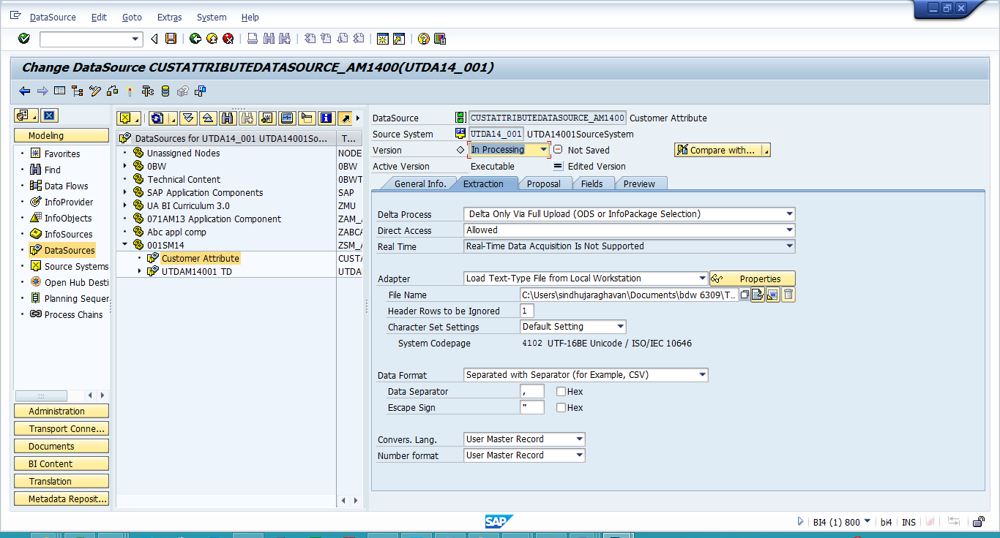 DataSource Edit Goto Extras System Help
Change DataSource CUSTATTRIBUTEDATASOURCE_AM1400(UTDA14_001)
Modeling
Favorites
Find
Data Flows
InfoProvider
InfoObjects
InfoSources
DataSources
Source Systems
Open Hub Desti
Planning Sequer
Process Chains
Administration
Transport Conne...
Documents
BI Content
Translation
Metadata Reposit...
DataSources for UTDA14_001 UTDA14001So... T...
Unassigned Nodes NODE
0BW 0BW
Technical Content 0BWT
SAP Application Components SAP
UA BI Curriculum 3.0 ZMU
071AM13 Application Component ZAM_
Abc appl comp ZABCA
001SM14 ZSM_A
Customer Attribute CUSTA
UTDAM14001 TD UTDAI
DataSource CUSTATTRIBUTEDATASOURCE_AM1400 Customer Attribute
Source System UTDA14_001 UTDA14001SourceSystem
Version In Processing Not Saved Compare with...
Active Version Executable Edited Version
General Info. Extraction Proposal Fields Preview
Delta Process Delta Only Via Full Upload (ODS or InfoPackage Selection)
Direct Access Allowed
Real Time Real-Time Data Acquisition Is Not Supported
Adapter Load Text-Type File from Local Workstation Properties
File Name C:\Users\sindhujaraghavan\Documents\bdw 6309\T...
Header Rows to be Ignored 1
Character Set Settings Default Setting
System Codepage 4102 UTF-16BE Unicode / ISO/IEC 10646
Data Format Separated with Separator (for Example, CSV)
Data Separator , Hex
Escape Sign " Hex
Convers. Lang. User Master Record
Number format User Master Record
SAP BI4 (1) 800 bi4 INS